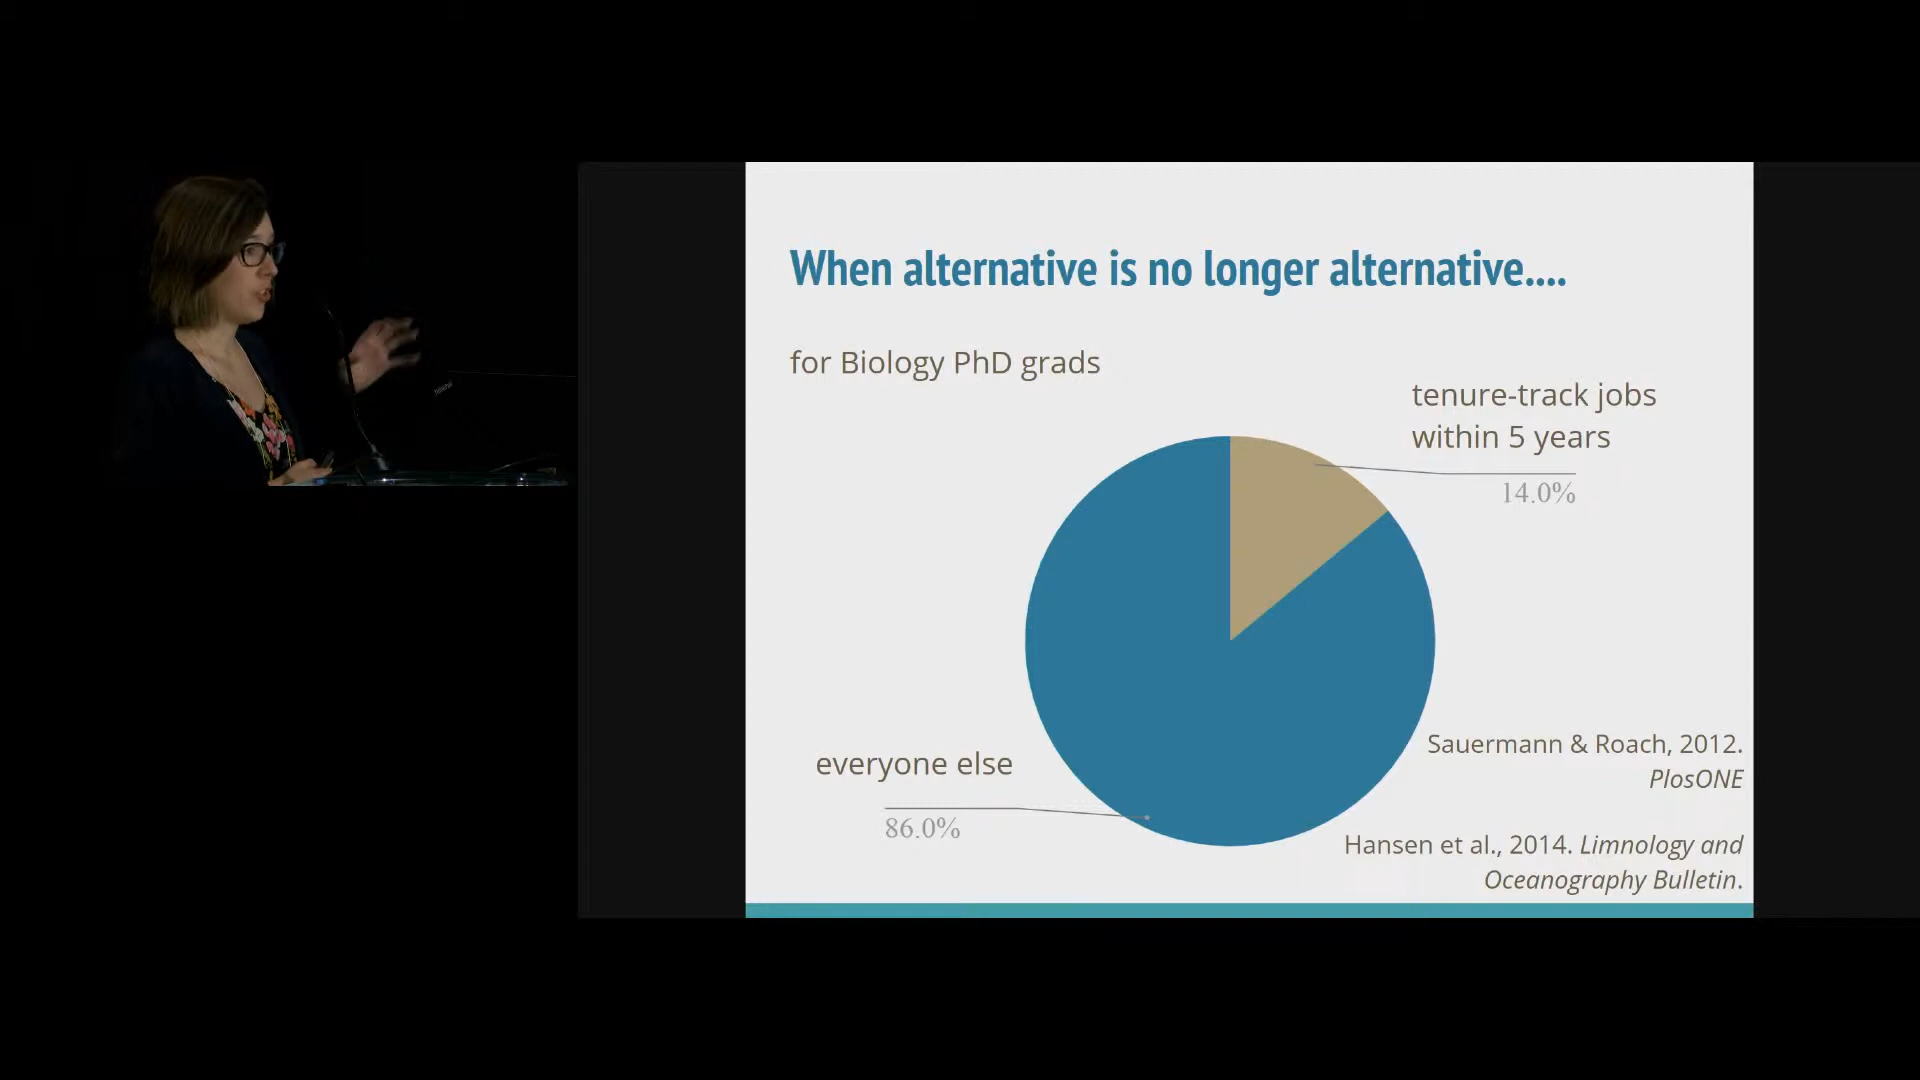 When alternative is no longer alternative....
for Biology PhD grads
tenure-track jobs
within 5 years
14.0%
everyone else
86.0%
Sauermann & Roach, 2012.
PlosONE
Hansen et al., 2014. Limnology and
Oceanography Bulletin.